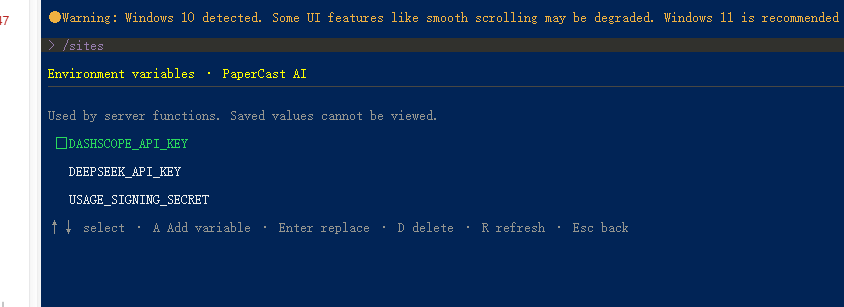 47
Warning: Windows 10 detected. Some UI features like smooth scrolling may be degraded. Windows 11 is recommended
> /sites
Environment variables · PaperCast AI
Used by server functions. Saved values cannot be viewed.
DASHSCOPE_API_KEY
DEEPSEEK_API_KEY
USAGE_SIGNING_SECRET
↑↓ select · A Add variable · Enter replace · D delete · R refresh · Esc back